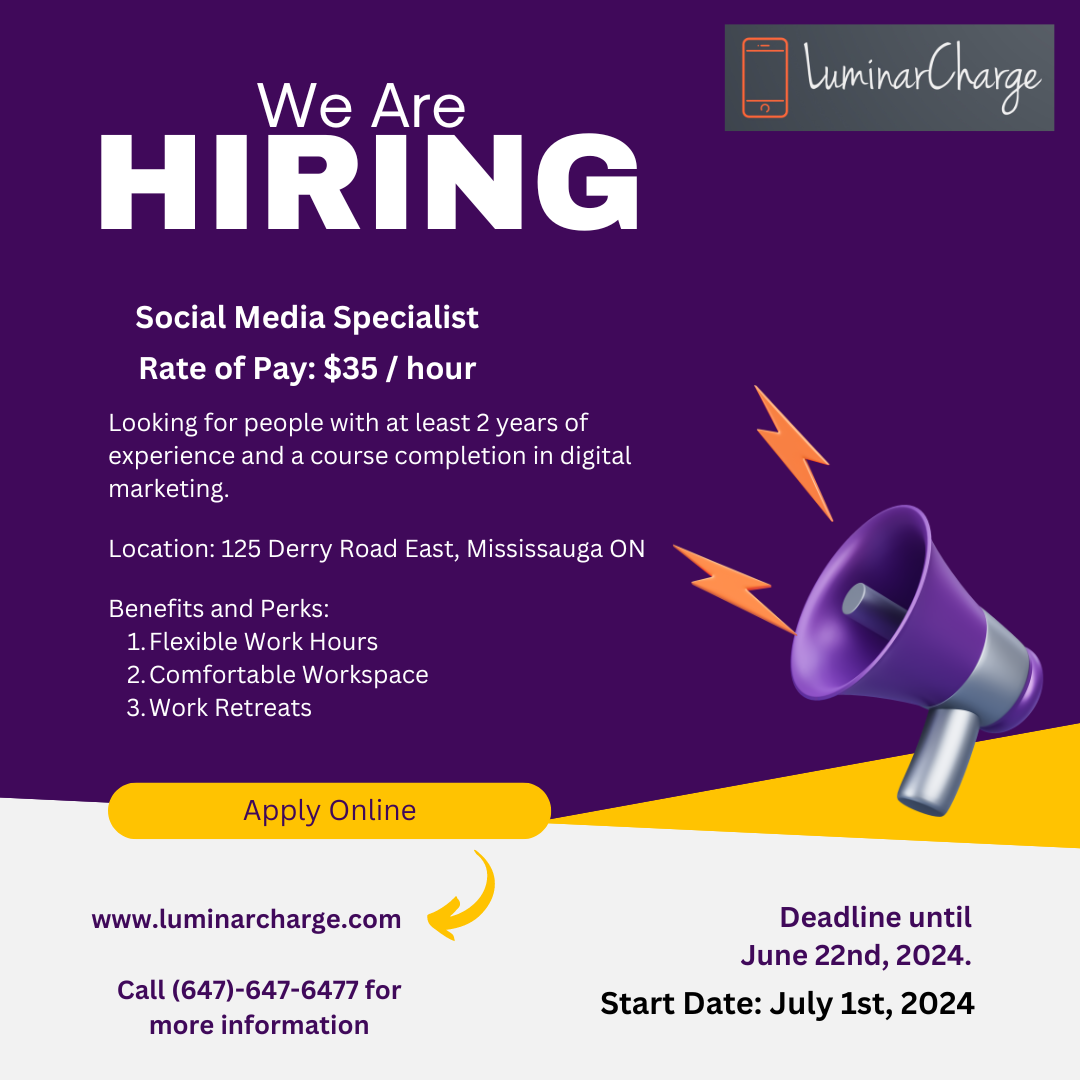 LuminarCharge
We Are
HIRING
Social Media Specialist
Rate of Pay: $35 / hour
Looking for people with at least 2 years of
experience and a course completion in digital
marketing.
Location: 125 Derry Road East, Mississauga ON
Benefits and Perks:
1. Flexible Work Hours
2. Comfortable Workspace
3. Work Retreats
Apply Online
www.luminarcharge.com
Call (647)-647-6477 for
more information
Deadline until
June 22nd, 2024.
Start Date: July 1st, 2024